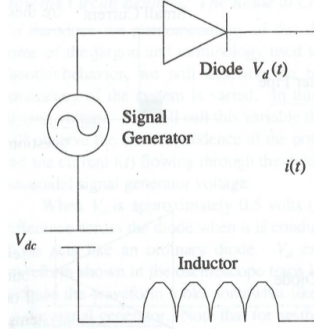 Diode V_d(t)
Signal
Generator
i(t)
V_dc
Inductor